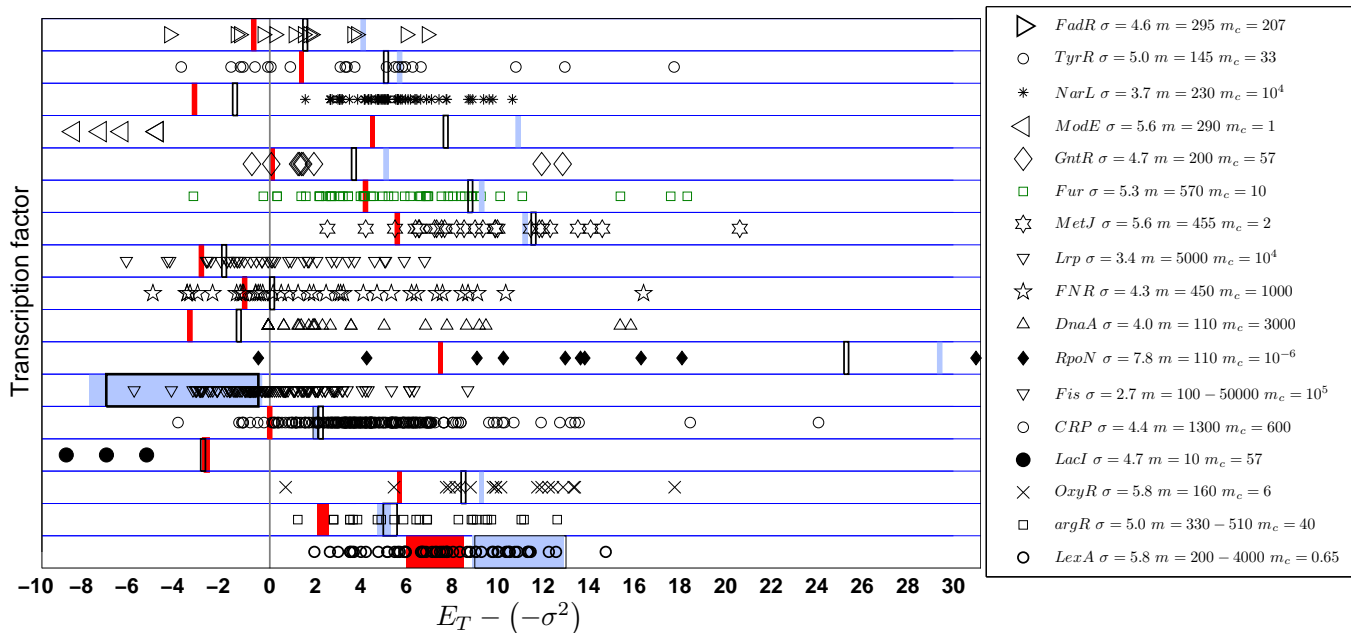 Transcription factor
FadR σ = 4.6 m = 295 m_c = 207
TyrR σ = 5.0 m = 145 m_c = 33
NarL σ = 3.7 m = 230 m_c = 10^4
ModE σ = 5.6 m = 290 m_c = 1
GntR σ = 4.7 m = 200 m_c = 57
Fur σ = 5.3 m = 570 m_c = 10
MetJ σ = 5.6 m = 455 m_c = 2
Lrp σ = 3.4 m = 5000 m_c = 10^4
FNR σ = 4.3 m = 450 m_c = 1000
DnaA σ = 4.0 m = 110 m_c = 3000
RpoN σ = 7.8 m = 110 m_c = 10^{-6}
Fis σ = 2.7 m = 100 − 50000 m_c = 10^5
CRP σ = 4.4 m = 1300 m_c = 600
LacI σ = 4.7 m = 10 m_c = 57
OxyR σ = 5.8 m = 160 m_c = 6
argR σ = 5.0 m = 330 − 510 m_c = 40
LexA σ = 5.8 m = 200 − 4000 m_c = 0.65
−10 −8 −6 −4 −2 0 2 4 6 8 10 12 14 16 18 20 22 24 26 28 30
E_T − (−σ^2)